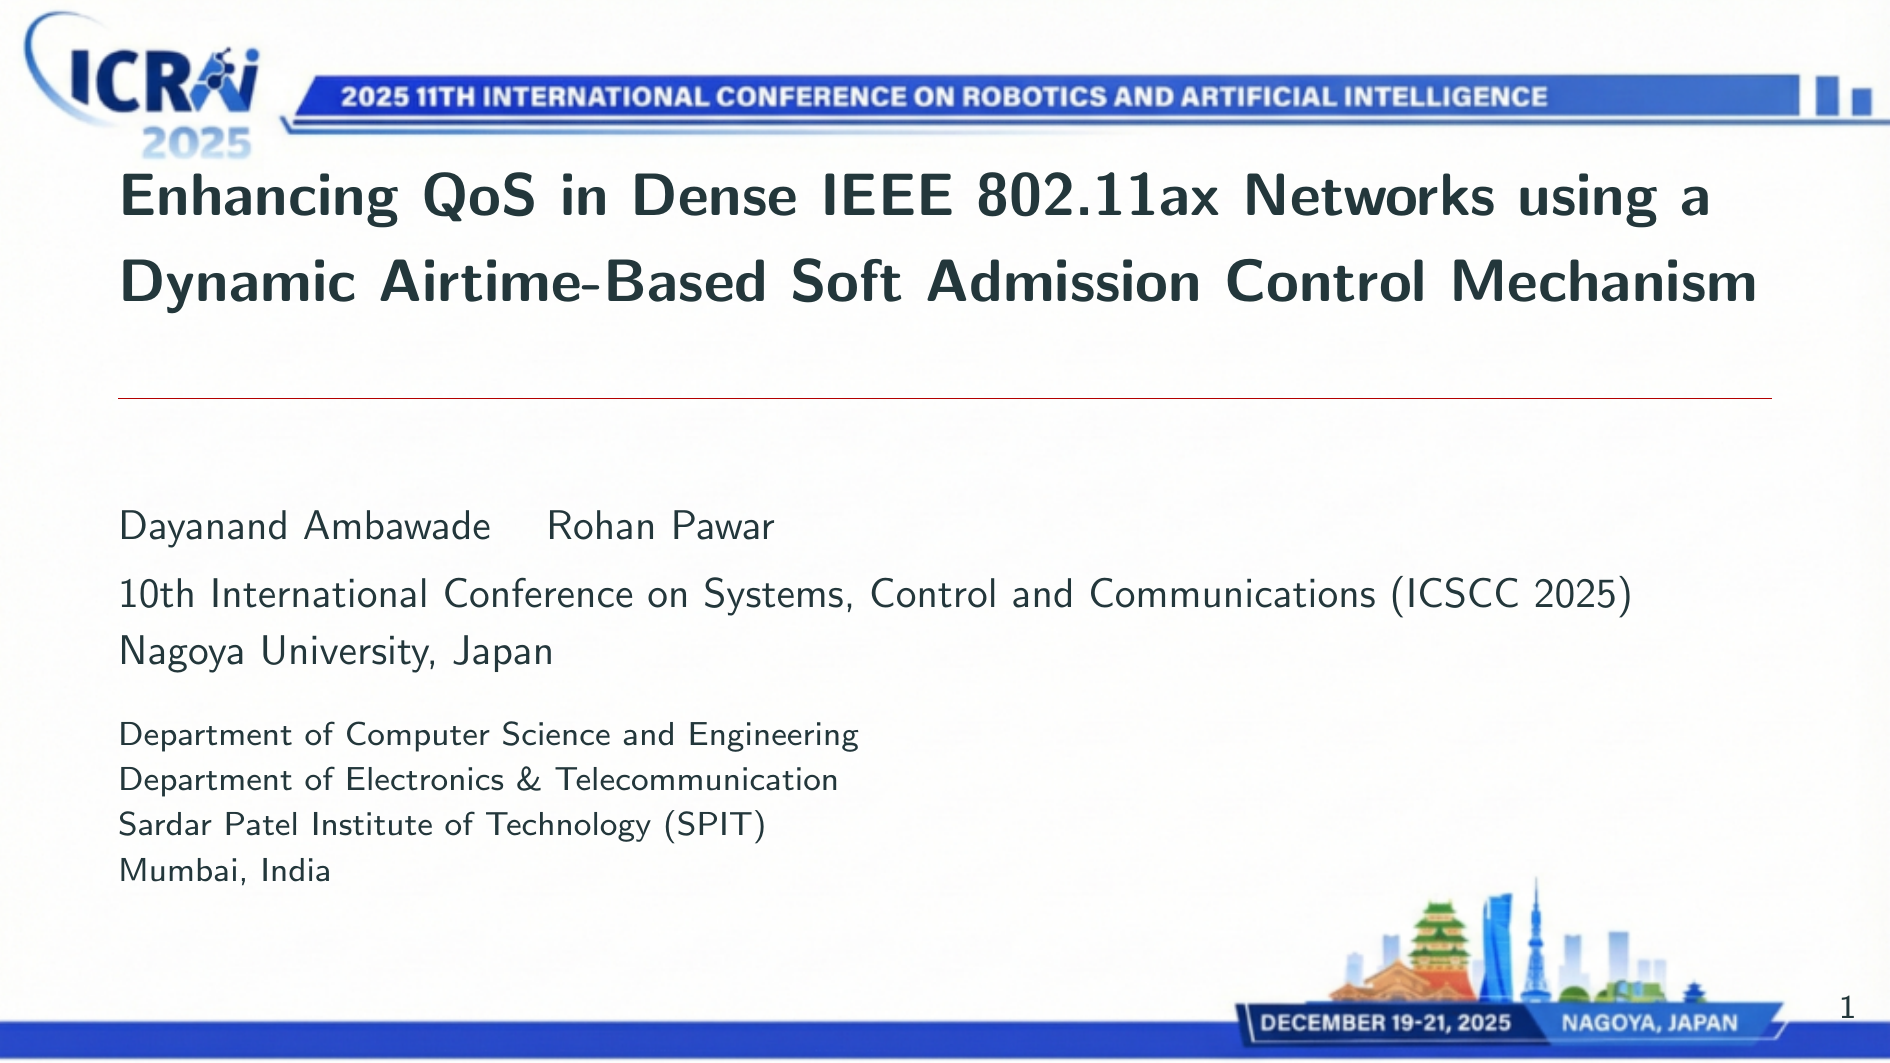 ICRAi
2025
2025 11TH INTERNATIONAL CONFERENCE ON ROBOTICS AND ARTIFICIAL INTELLIGENCE
Enhancing QoS in Dense IEEE 802.11ax Networks using a
Dynamic Airtime-Based Soft Admission Control Mechanism
Dayanand Ambawade Rohan Pawar
10th International Conference on Systems, Control and Communications (ICSCC 2025)
Nagoya University, Japan
Department of Computer Science and Engineering
Department of Electronics & Telecommunication
Sardar Patel Institute of Technology (SPIT)
Mumbai, India
DECEMBER 19-21, 2025 NAGOYA, JAPAN
1